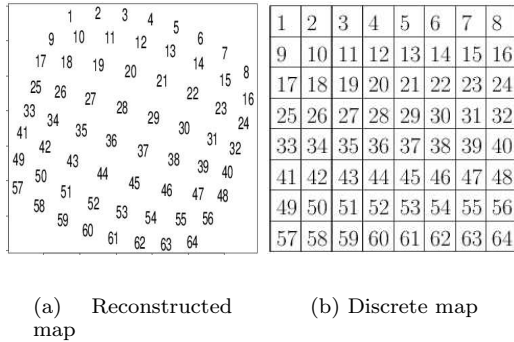 1 2 3 4 5 6 7 8
9 10 11 12 13 14 15 16
17 18 19 20 21 22 23 24
25 26 27 28 29 30 31 32
33 34 35 36 37 38 39 40
41 42 43 44 45 46 47 48
49 50 51 52 53 54 55 56
57 58 59 60 61 62 63 64
(a) Reconstructed
map
1 2 3 4 5 6 7 8
9 10 11 12 13 14 15 16
17 18 19 20 21 22 23 24
25 26 27 28 29 30 31 32
33 34 35 36 37 38 39 40
41 42 43 44 45 46 47 48
49 50 51 52 53 54 55 56
57 58 59 60 61 62 63 64
(b) Discrete map